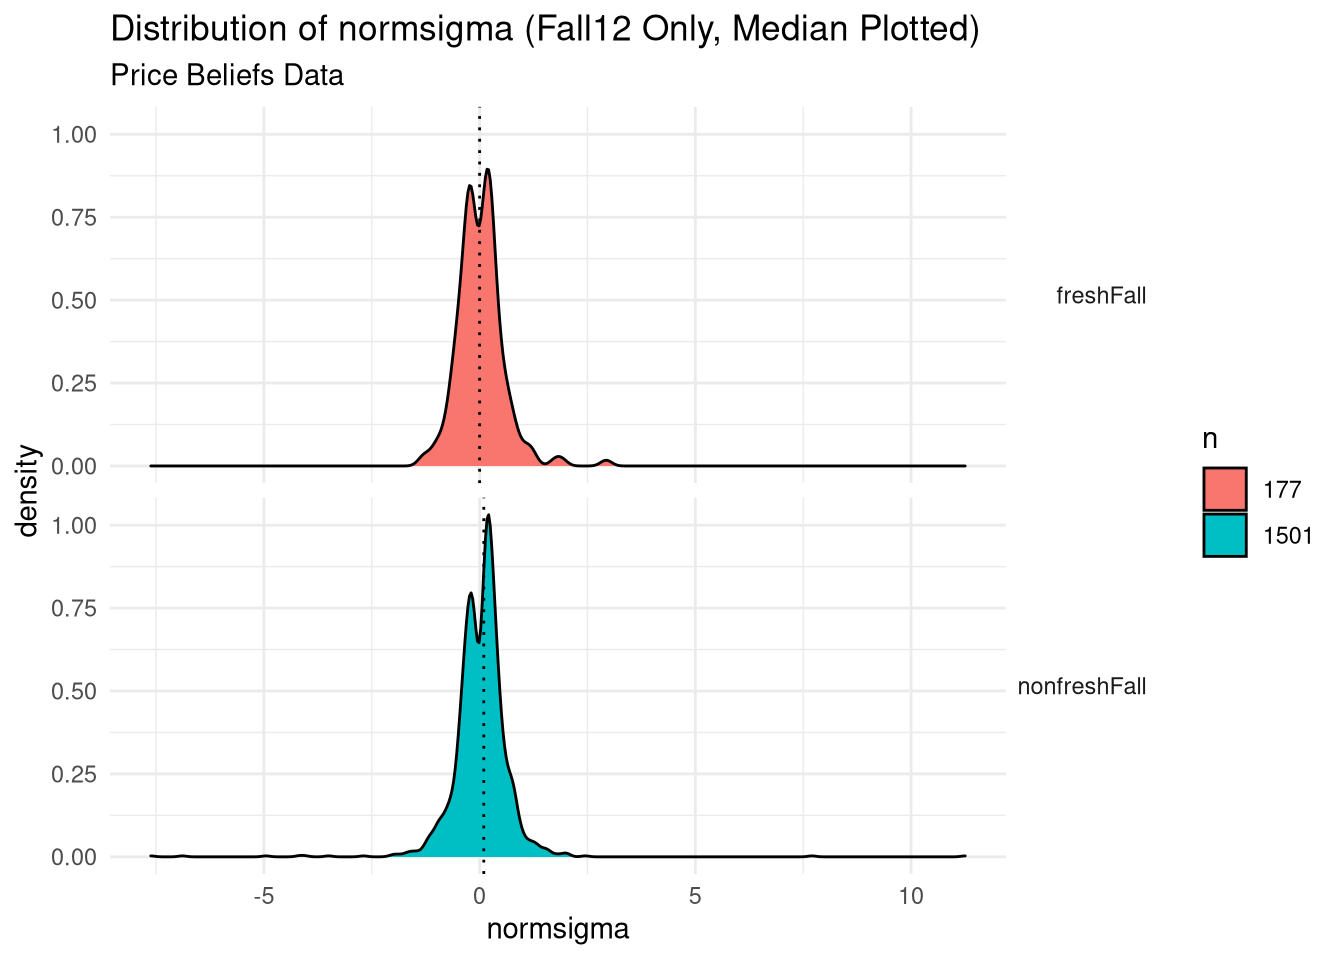 Distribution of normsigma (Fall12 Only, Median Plotted)
Price Beliefs Data
density
1.00
0.75
0.50
0.25
0.00
freshFall
1.00
0.75
0.50
0.25
0.00
nonfreshFall
-5
0
5
10
normsigma
n
177
1501